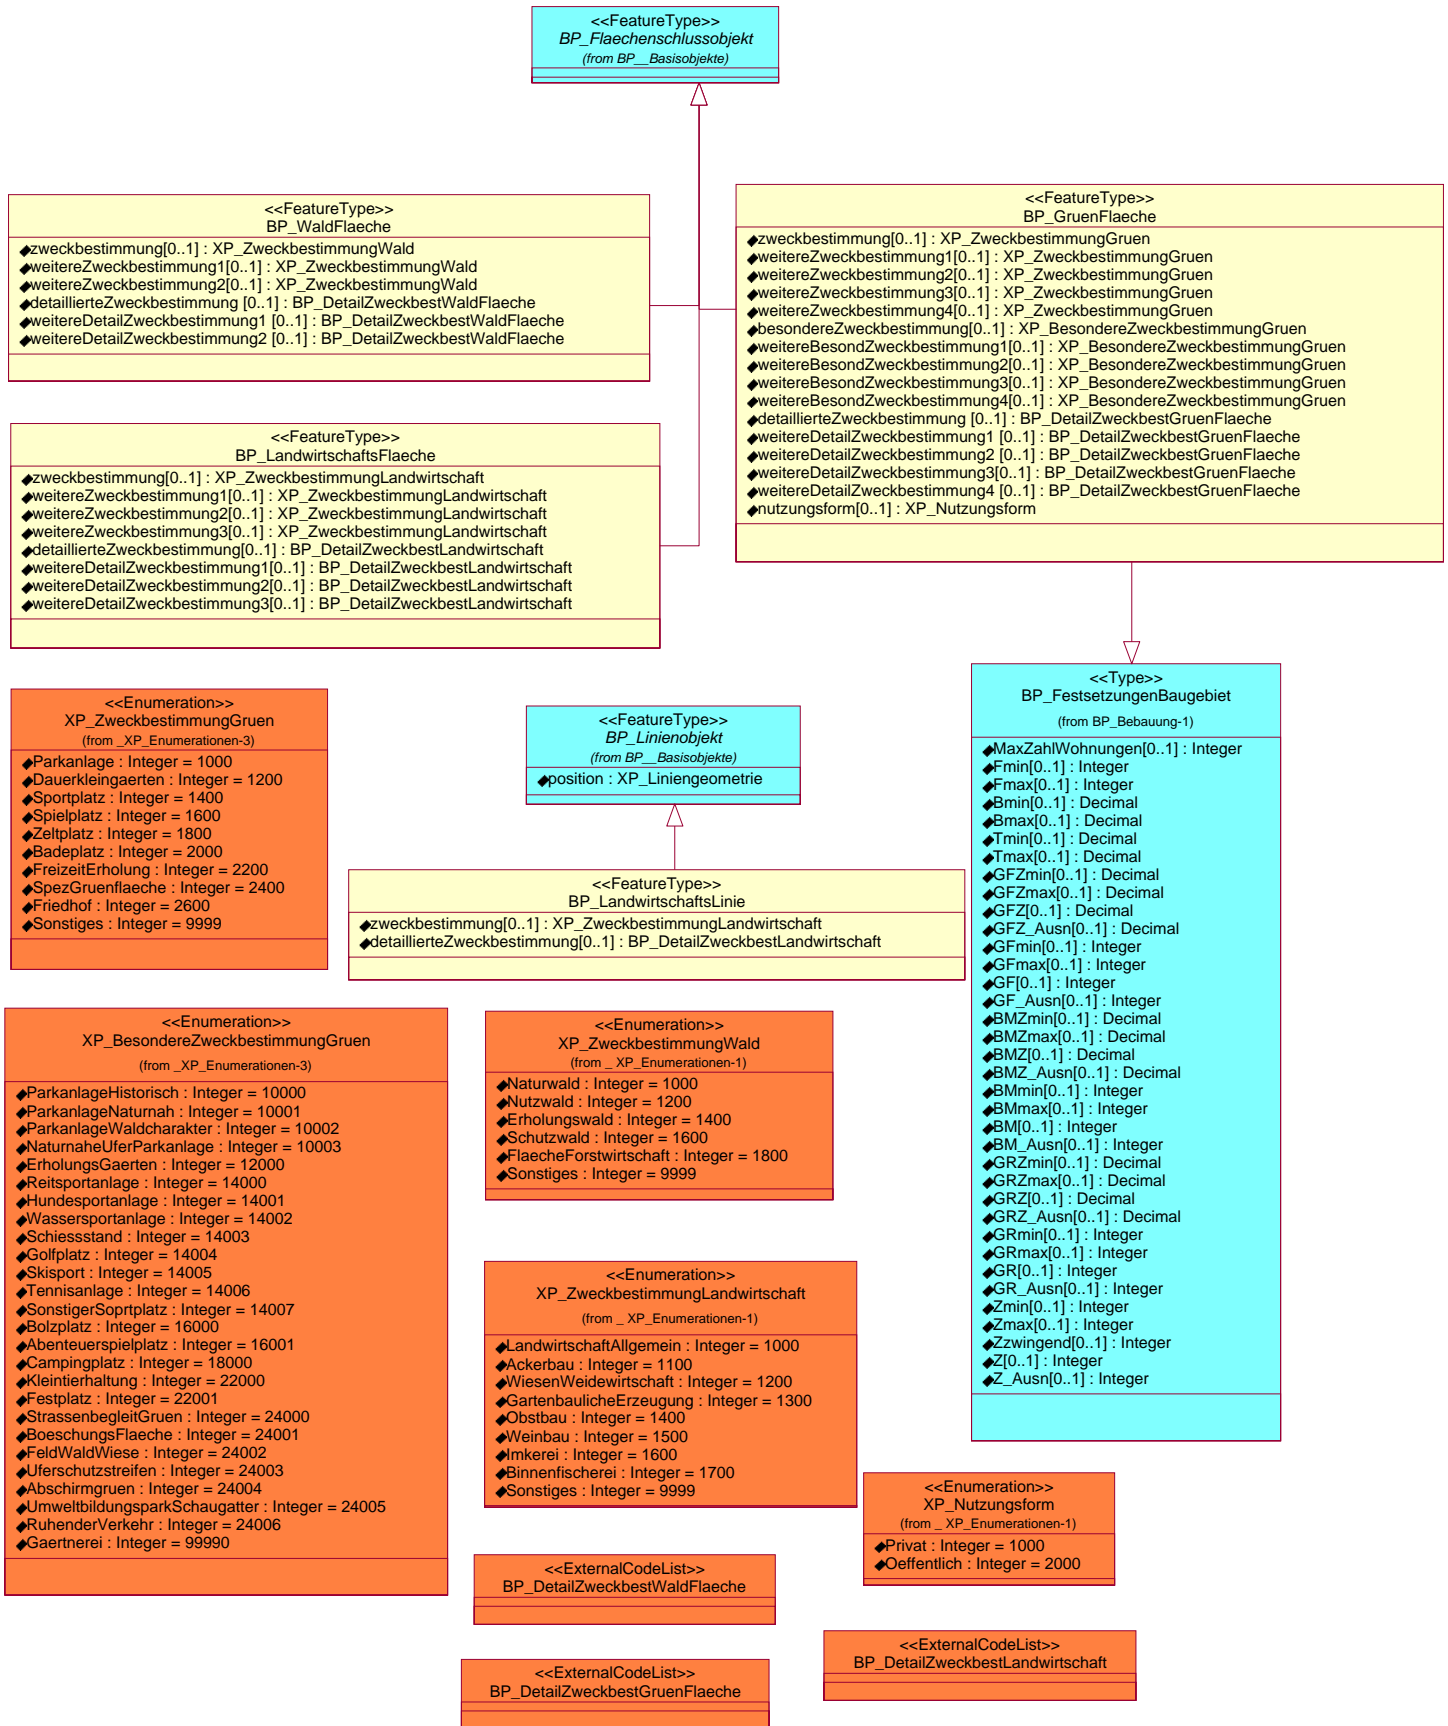 <<FeatureType>>
BP_Flaechenschlussobjekt
(from BP__Basisobjekte)
<<FeatureType>>
BP_WaldFlaeche
zweckbestimmung[0..1] : XP_ZweckbestimmungWald
weitereZweckbestimmung1[0..1] : XP_ZweckbestimmungWald
weitereZweckbestimmung2[0..1] : XP_ZweckbestimmungWald
detaillierteZweckbestimmung [0..1] : BP_DetailZweckbestWaldFlaeche
weitereDetailZweckbestimmung1 [0..1] : BP_DetailZweckbestWaldFlaeche
weitereDetailZweckbestimmung2 [0..1] : BP_DetailZweckbestWaldFlaeche
<<FeatureType>>
BP_GruenFlaeche
zweckbestimmung[0..1] : XP_ZweckbestimmungGruen
weitereZweckbestimmung1[0..1] : XP_ZweckbestimmungGruen
weitereZweckbestimmung2[0..1] : XP_ZweckbestimmungGruen
weitereZweckbestimmung3[0..1] : XP_ZweckbestimmungGruen
weitereZweckbestimmung4[0..1] : XP_ZweckbestimmungGruen
besondereZweckbestimmung[0..1] : XP_BesondereZweckbestimmungGruen
weitereBesondZweckbestimmung1[0..1] : XP_BesondereZweckbestimmungGruen
weitereBesondZweckbestimmung2[0..1] : XP_BesondereZweckbestimmungGruen
weitereBesondZweckbestimmung3[0..1] : XP_BesondereZweckbestimmungGruen
weitereBesondZweckbestimmung4[0..1] : XP_BesondereZweckbestimmungGruen
detaillierteZweckbestimmung [0..1] : BP_DetailZweckbestGruenFlaeche
weitereDetailZweckbestimmung1 [0..1] : BP_DetailZweckbestGruenFlaeche
weitereDetailZweckbestimmung2 [0..1] : BP_DetailZweckbestGruenFlaeche
weitereDetailZweckbestimmung3[0..1] : BP_DetailZweckbestGruenFlaeche
weitereDetailZweckbestimmung4 [0..1] : BP_DetailZweckbestGruenFlaeche
nutzungsform[0..1] : XP_Nutzungsform
<<FeatureType>>
BP_LandwirtschaftsFlaeche
zweckbestimmung[0..1] : XP_ZweckbestimmungLandwirtschaft
weitereZweckbestimmung1[0..1] : XP_ZweckbestimmungLandwirtschaft
weitereZweckbestimmung2[0..1] : XP_ZweckbestimmungLandwirtschaft
weitereZweckbestimmung3[0..1] : XP_ZweckbestimmungLandwirtschaft
detaillierteZweckbestimmung[0..1] : BP_DetailZweckbestLandwirtschaft
weitereDetailZweckbestimmung1[0..1] : BP_DetailZweckbestLandwirtschaft
weitereDetailZweckbestimmung2[0..1] : BP_DetailZweckbestLandwirtschaft
weitereDetailZweckbestimmung3[0..1] : BP_DetailZweckbestLandwirtschaft
<<Enumeration>>
XP_ZweckbestimmungGruen
(from _XP_Enumerationen-3)
Parkanlage : Integer = 1000
Dauerkleingaerten : Integer = 1200
Sportplatz : Integer = 1400
Spielplatz : Integer = 1600
Zeltplatz : Integer = 1800
Badeplatz : Integer = 2000
FreizeitErholung : Integer = 2200
SpezGruenflaeche : Integer = 2400
Friedhof : Integer = 2600
Sonstiges : Integer = 9999
<<FeatureType>>
BP_Linienobjekt
(from BP__Basisobjekte)
position : XP_Liniengeometrie
<<FeatureType>>
BP_LandwirtschaftsLinie
zweckbestimmung[0..1] : XP_ZweckbestimmungLandwirtschaft
detaillierteZweckbestimmung[0..1] : BP_DetailZweckbestLandwirtschaft
<<Type>>
BP_FestsetzungenBaugebiet
(from BP_Bebauung-1)
MaxZahlWohnungen[0..1] : Integer
Fmin[0..1] : Integer
Fmax[0..1] : Integer
Bmin[0..1] : Decimal
Bmax[0..1] : Decimal
Tmin[0..1] : Decimal
Tmax[0..1] : Decimal
GFZmin[0..1] : Decimal
GFZmax[0..1] : Decimal
GFZ[0..1] : Decimal
GFZ_Ausn[0..1] : Decimal
GFmin[0..1] : Integer
GFmax[0..1] : Integer
GF[0..1] : Integer
GF_Ausn[0..1] : Integer
BMZmin[0..1] : Decimal
BMZmax[0..1] : Decimal
BMZ[0..1] : Decimal
BMZ_Ausn[0..1] : Decimal
BMmin[0..1] : Integer
BMmax[0..1] : Integer
BM[0..1] : Integer
BM_Ausn[0..1] : Integer
GRZmin[0..1] : Decimal
GRZmax[0..1] : Decimal
GRZ[0..1] : Decimal
GRZ_Ausn[0..1] : Decimal
GRmin[0..1] : Integer
GRmax[0..1] : Integer
GR[0..1] : Integer
GR_Ausn[0..1] : Integer
Zmin[0..1] : Integer
Zmax[0..1] : Integer
Zzwingend[0..1] : Integer
Z[0..1] : Integer
Z_Ausn[0..1] : Integer
<<Enumeration>>
XP_BesondereZweckbestimmungGruen
(from _XP_Enumerationen-3)
ParkanlageHistorisch : Integer = 10000
ParkanlageNaturnah : Integer = 10001
ParkanlageWaldcharakter : Integer = 10002
NaturnaheUferParkanlage : Integer = 10003
ErholungsGaerten : Integer = 12000
Reitsportanlage : Integer = 14000
Hundesportanlage : Integer = 14001
Wassersportanlage : Integer = 14002
Schiessstand : Integer = 14003
Golfplatz : Integer = 14004
Skisport : Integer = 14005
Tennisanlage : Integer = 14006
SonstigerSoprtplatz : Integer = 14007
Bolzplatz : Integer = 16000
Abenteuerspielplatz : Integer = 16001
Campingplatz : Integer = 18000
Kleintierhaltung : Integer = 22000
Festplatz : Integer = 22001
StrassenbegleitGruen : Integer = 24000
BoeschungsFlaeche : Integer = 24001
FeldWaldWiese : Integer = 24002
Uferschutzstreifen : Integer = 24003
Abschirmgruen : Integer = 24004
UmweltbildungsparkSchaugatter : Integer = 24005
RuhenderVerkehr : Integer = 24006
Gaertnerei : Integer = 99990
<<Enumeration>>
XP_ZweckbestimmungWald
(from _ XP_Enumerationen-1)
Naturwald : Integer = 1000
Nutzwald : Integer = 1200
Erholungswald : Integer = 1400
Schutzwald : Integer = 1600
FlaecheForstwirtschaft : Integer = 1800
Sonstiges : Integer = 9999
<<Enumeration>>
XP_ZweckbestimmungLandwirtschaft
(from _ XP_Enumerationen-1)
LandwirtschaftAllgemein : Integer = 1000
Ackerbau : Integer = 1100
WiesenWeidewirtschaft : Integer = 1200
GartenbaulicheErzeugung : Integer = 1300
Obstbau : Integer = 1400
Weinbau : Integer = 1500
Imkerei : Integer = 1600
Binnenfischerei : Integer = 1700
Sonstiges : Integer = 9999
<<Enumeration>>
XP_Nutzungsform
(from _ XP_Enumerationen-1)
Privat : Integer = 1000
Oeffentlich : Integer = 2000
<<ExternalCodeList>>
BP_DetailZweckbestWaldFlaeche
<<ExternalCodeList>>
BP_DetailZweckbestLandwirtschaft
<<ExternalCodeList>>
BP_DetailZweckbestGruenFlaeche